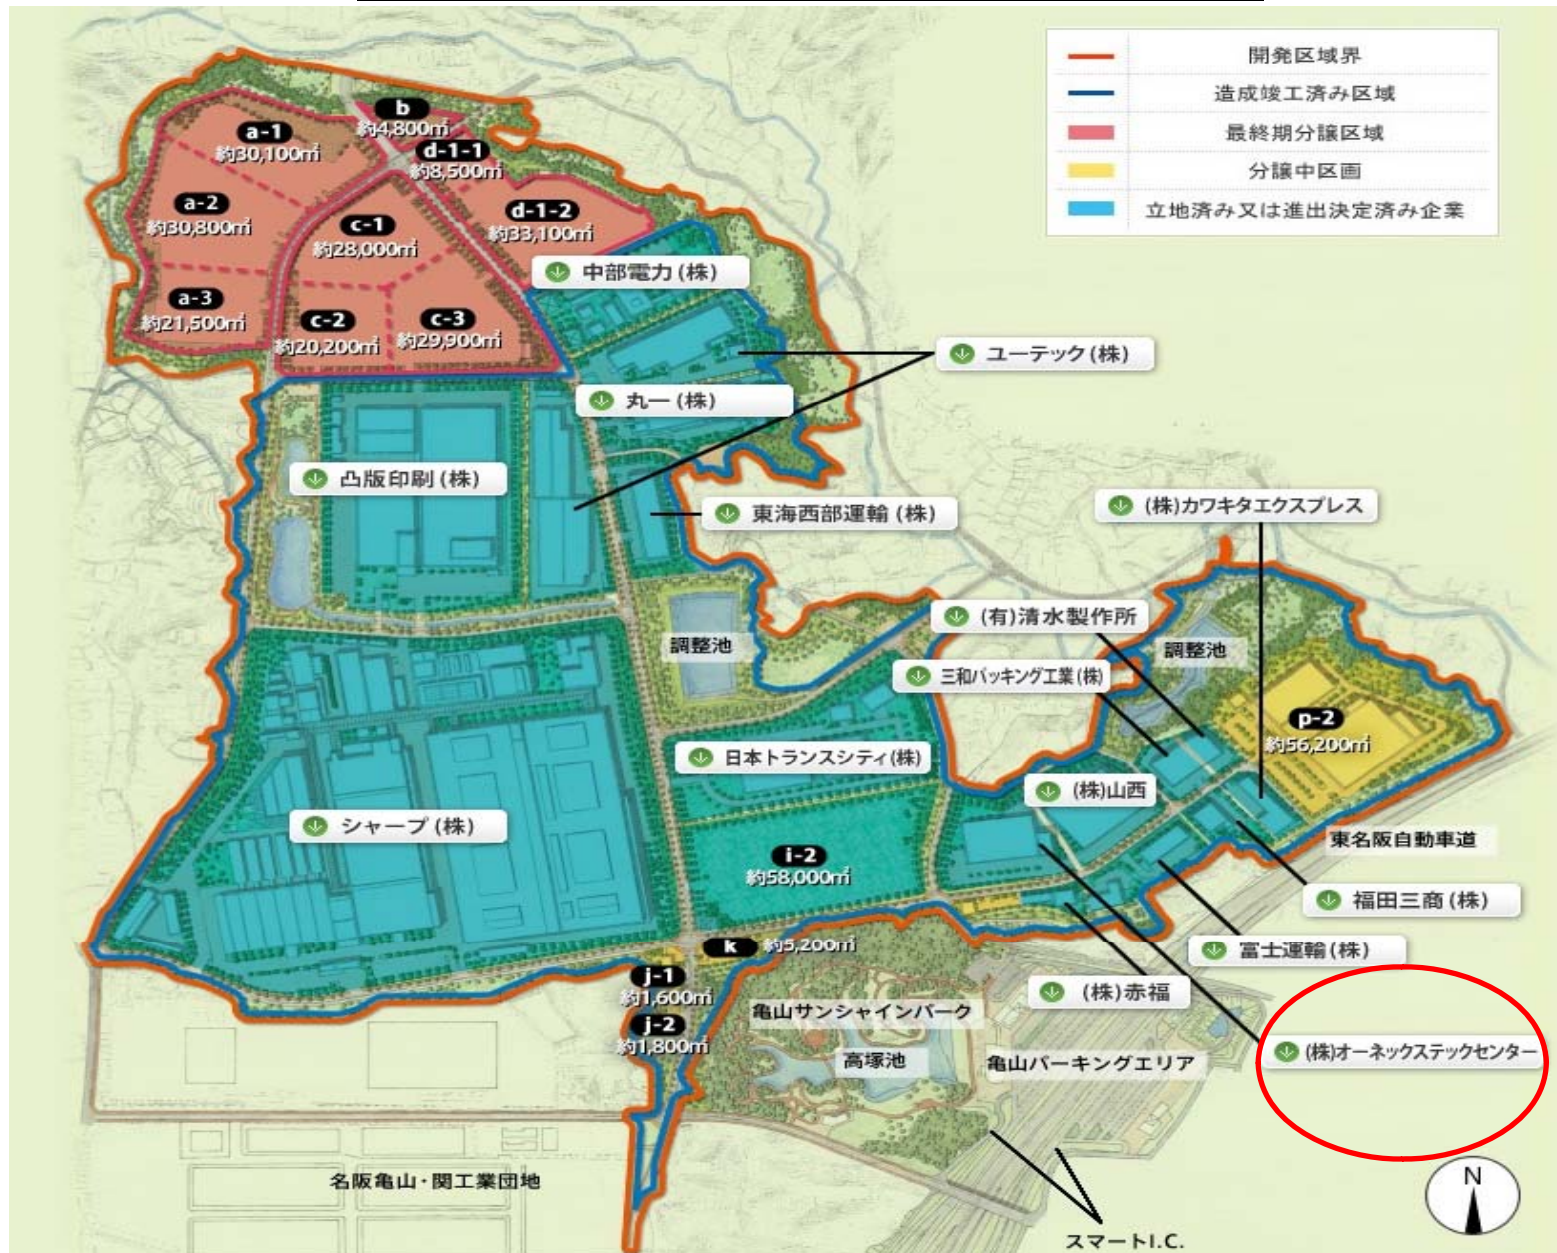 開発区域界
造成竣工済み区域
最終期分譲区域
分譲中区画
立地済み又は進出決定済み企業
b
約4,800㎡
a-1
約30,100㎡
d-1-1
約8,500㎡
a-2
約30,800㎡
c-1
約28,000㎡
d-1-2
約33,100㎡
中部電力(株)
a-3
約21,500㎡
c-2
約20,200㎡
c-3
約29,900㎡
ユーテック(株)
丸一(株)
凸版印刷(株)
東海西部運輸(株)
(株)カワキタエクスプレス
(有)清水製作所
調整池
調整池
三和パッキング工業(株)
p-2
約56,200㎡
日本トランスシティ(株)
(株)山西
シャープ(株)
東名阪自動車道
i-2
約58,000㎡
福田三商(株)
k 約5,200㎡
富士運輸(株)
j-1
約1,600㎡
(株)赤福
亀山サンシャインパーク
j-2
約1,800㎡
(株)オーネックステックセンター
高塚池
亀山パーキングエリア
名阪亀山・関工業団地
N
スマートI.C.